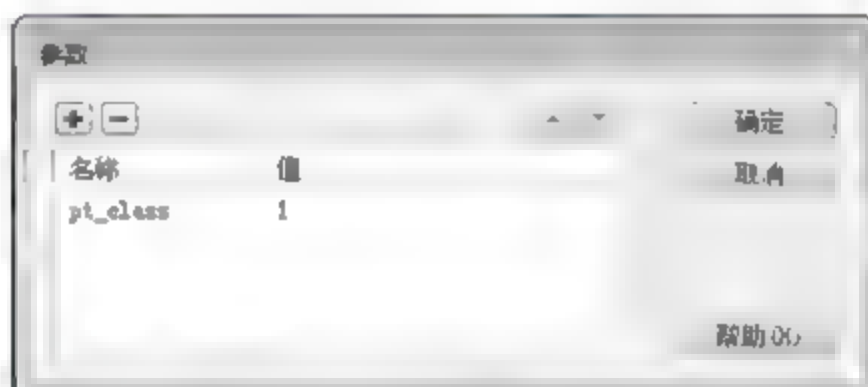 参数
确定
名称 值
取消
pt_class 1
帮助(X)